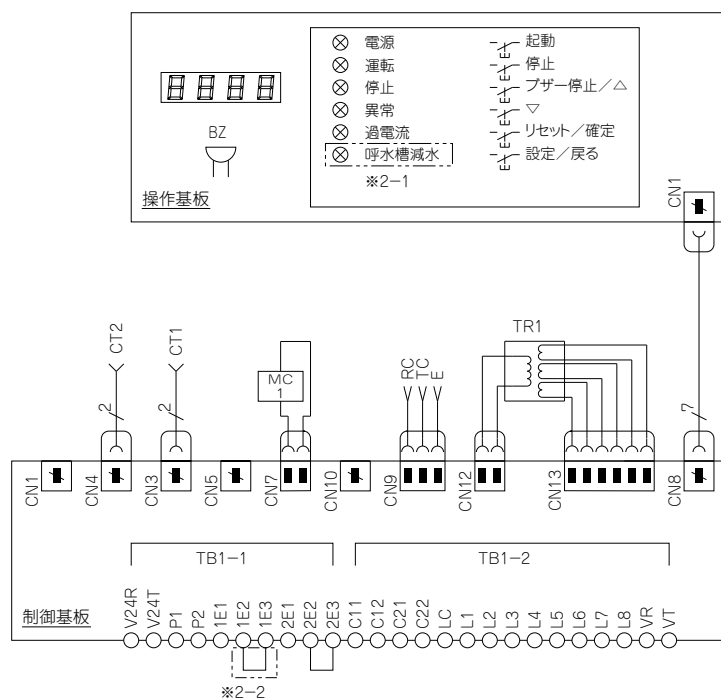 8888
BZ
操作基板
電源
運転
停止
異常
過電流
呼水槽減水
※2-1
起動
停止
ブザー停止/△
▽
リセット/確定
設定/戻る
CN1
CT2
CT1
MC
1
RC
TC
E
TR1
2
2
7
CN1
CN4
CN3
CN5
CN7
CN10
CN9
CN12
CN13
CN8
TB1-1
TB1-2
制御基板
V24R
V24T
P1
P2
1E1
1E2
1E3
2E1
2E2
2E3
C11
C12
C21
C22
LC
L1
L2
L3
L4
L5
L6
L7
L8
VR
VT
※2-2